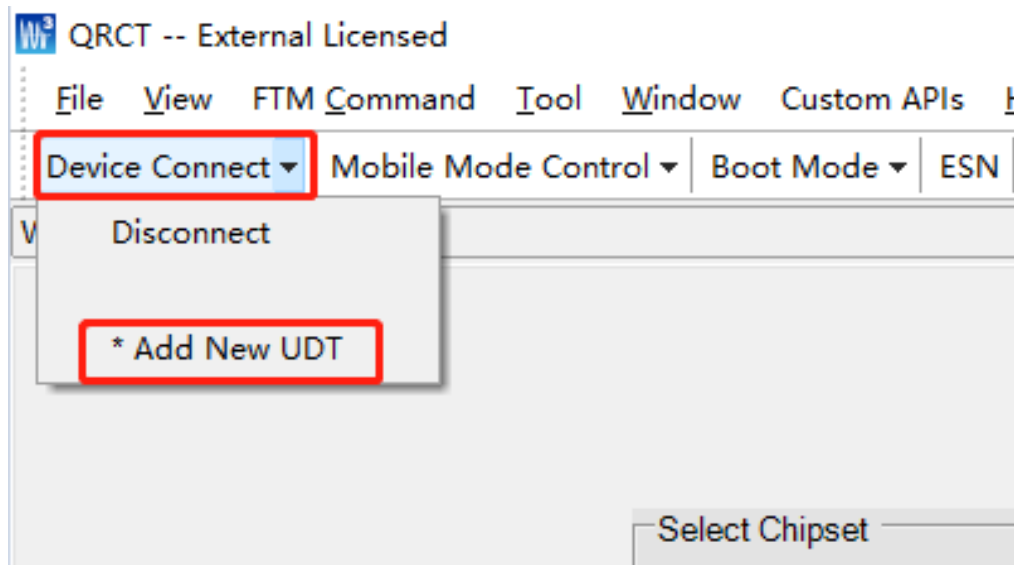 QRCT -- External Licensed
File View FTM Command Tool Window Custom APIs
Device Connect Mobile Mode Control Boot Mode ESN
Disconnect
* Add New UDT
Select Chipset